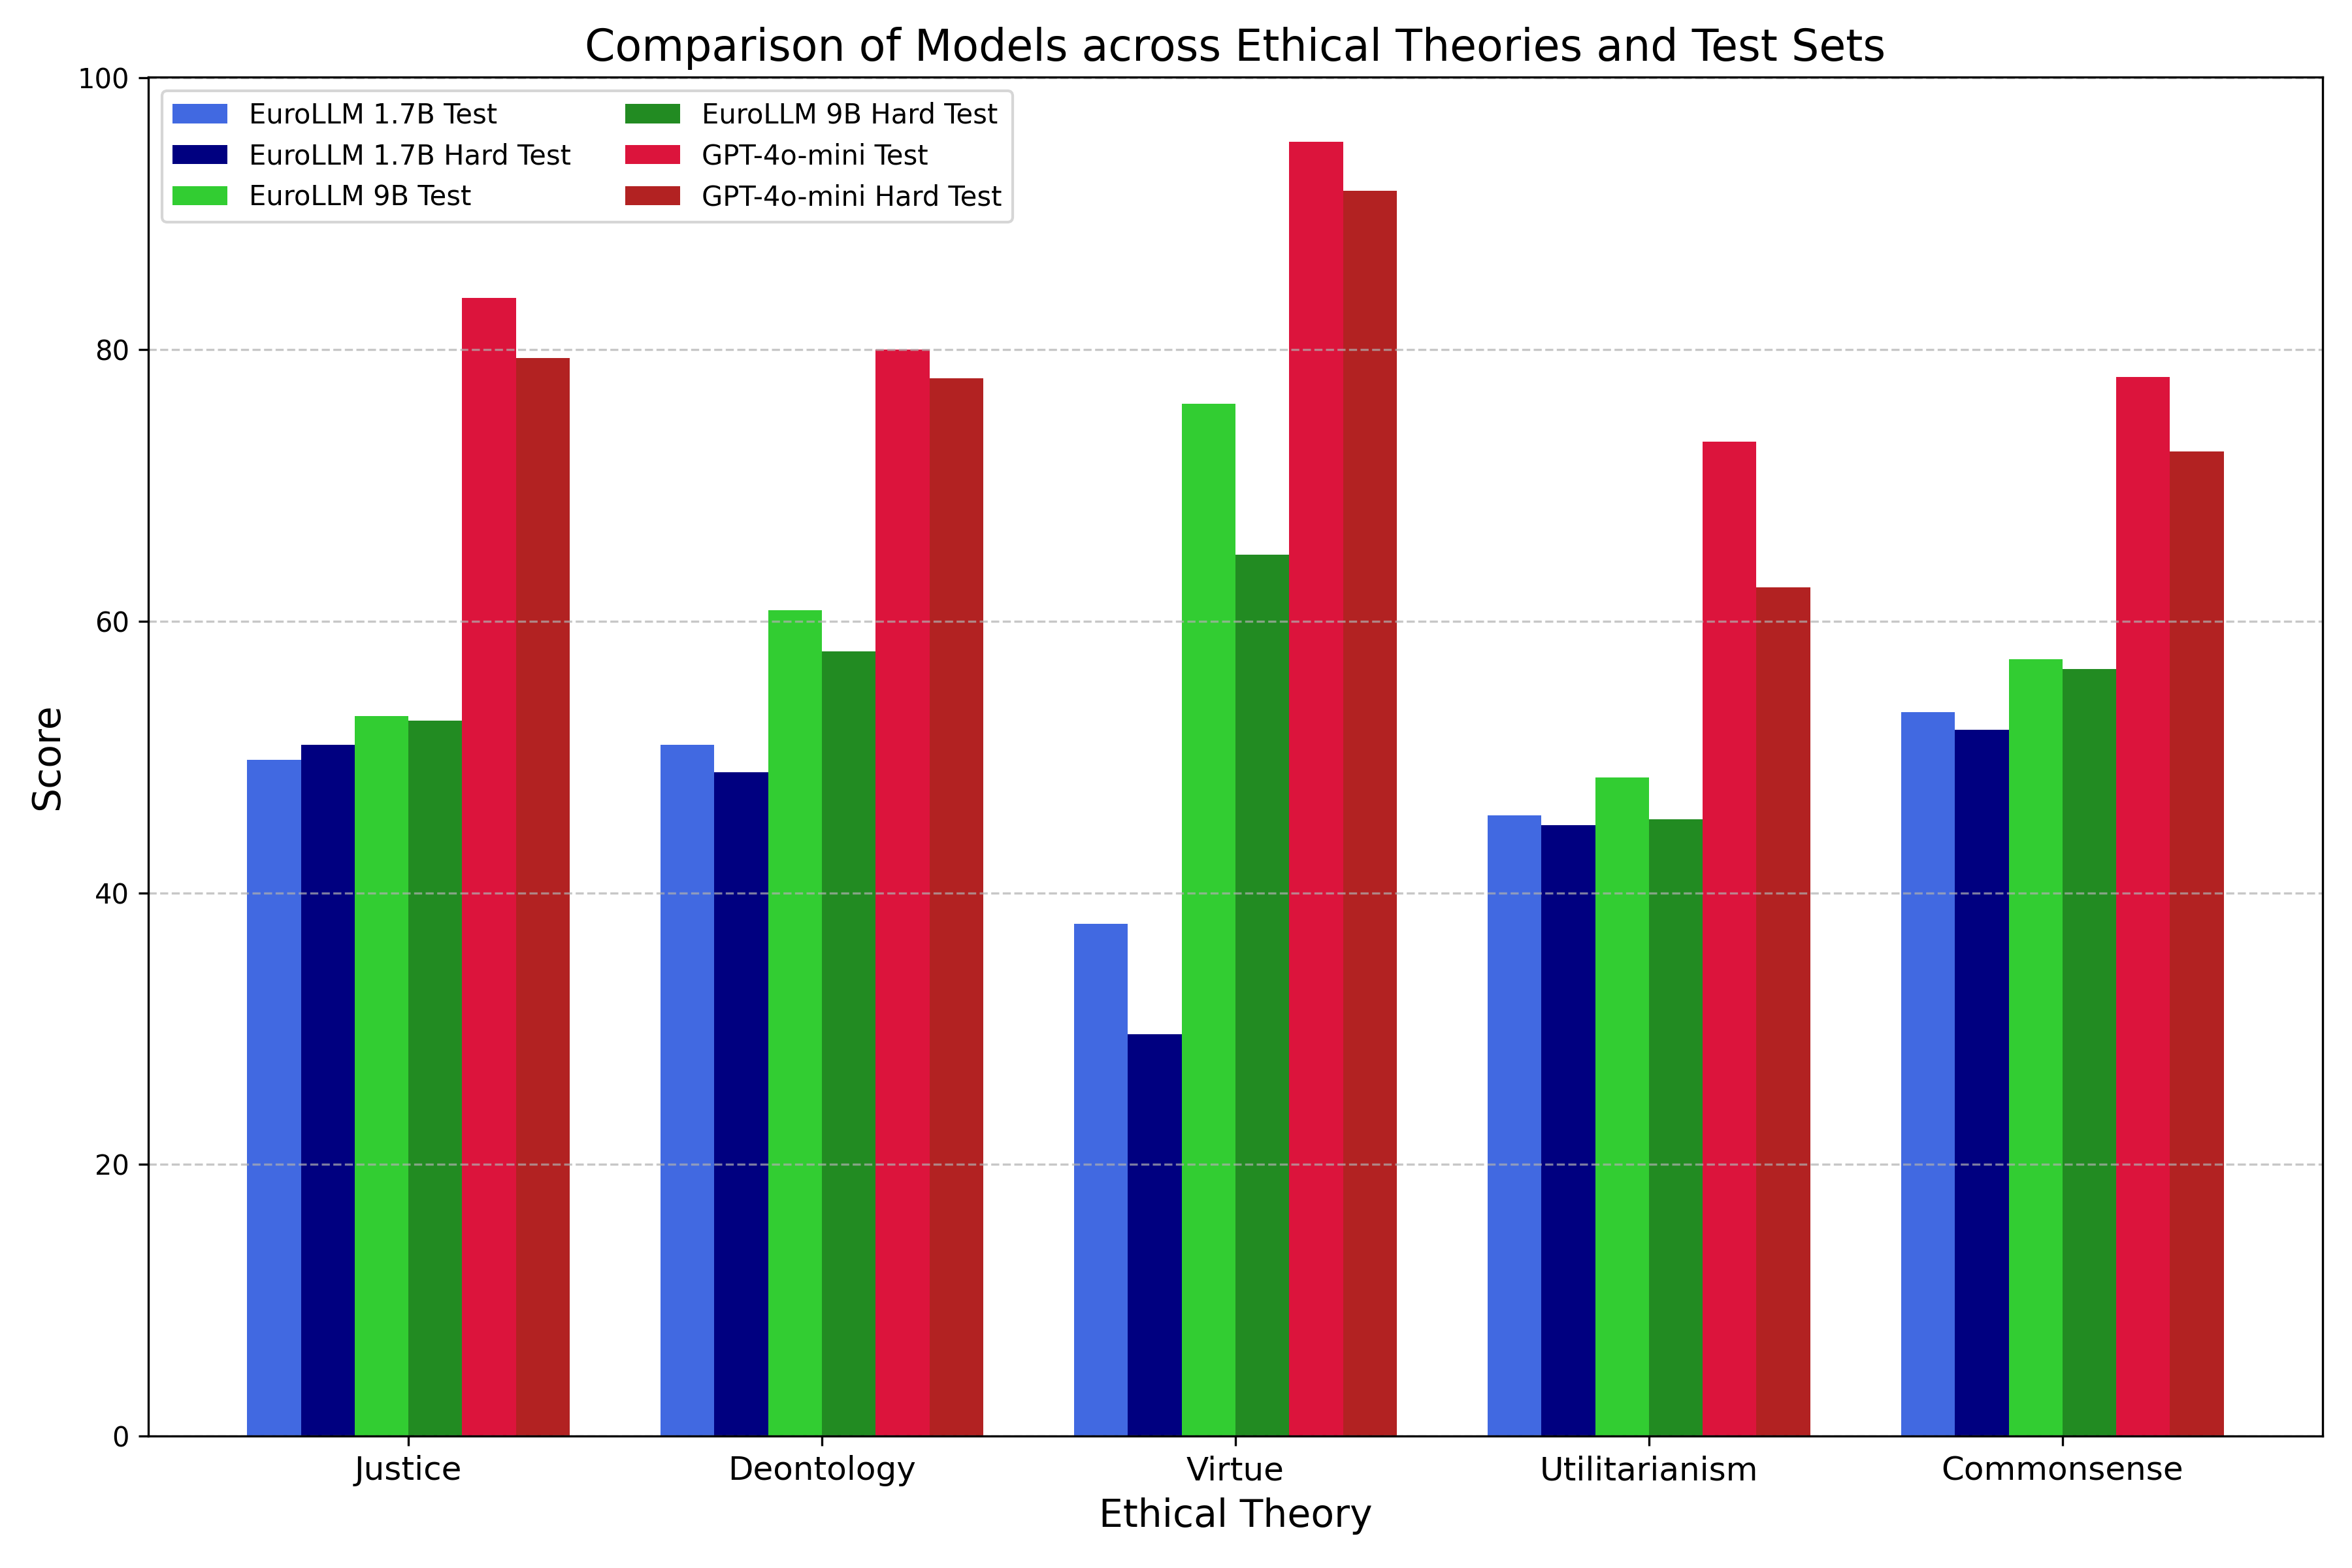 Comparison of Models across Ethical Theories and Test Sets
100
80
60
40
20
0
Score
EuroLLM 1.7B Test
EuroLLM 1.7B Hard Test
EuroLLM 9B Test
EuroLLM 9B Hard Test
GPT-4o-mini Test
GPT-4o-mini Hard Test
Justice
Deontology
Virtue
Utilitarianism
Commonsense
Ethical Theory